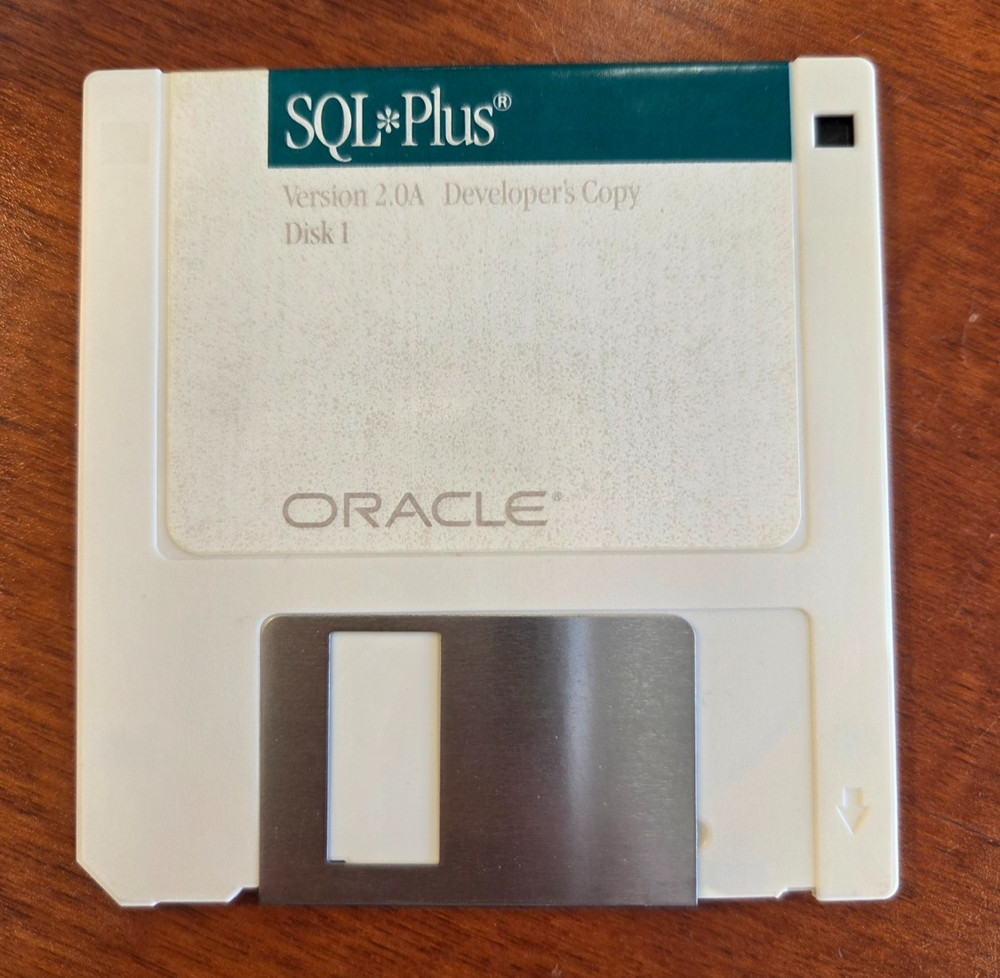 SQL*Plus®
Version 2.0A Developer's Copy
Disk 1
ORACLE®